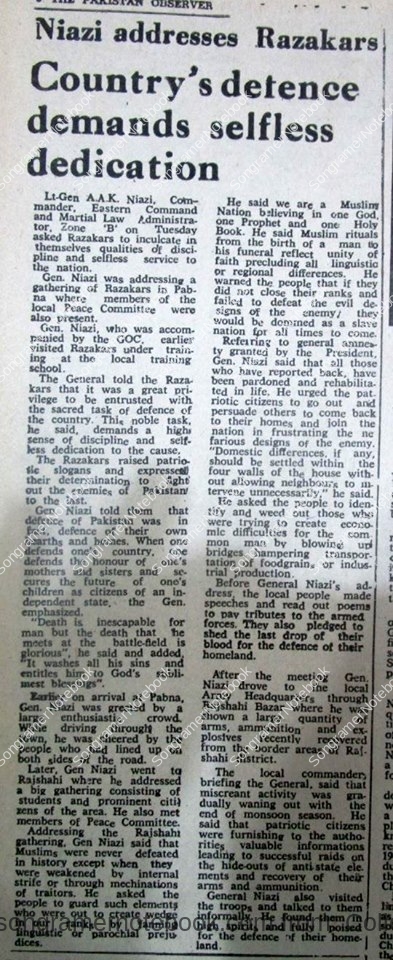 THE PAKISTAN OBSERVER
Niazi addresses Razakars
Country's defence
demands selfless
dedication
Lt-Gen A.A.K. Niazi, Com-
mander, Eastern Command
and Martial Law Administra-
tor, Zone 'B' on Tuesday
asked Razakars to inculcate in
themselves qualities of disci-
pline and selfless service to
the nation.
Gen. Niazi was addressing a
gathering of Razakars in Pab-
na where members of the
local Peace Committee were
also present.
Gen. Niazi, who was accom-
panied by the GOC, earlier
visited Razakars under train-
ing at the local training
school.
The General told the Raza-
kars that it was a great pri-
vilege to be entrusted with
the sacred task of defence of
the country. This noble task,
he said, demands a high
sense of discipline and self-
less dedication to the cause.
The Razakars raised patrio-
tic slogans and expressed
their determination to fight
out the enemies of Pakistan
to the last.
Gen. Niazi told them that
defence of Pakistan was in
defence of their
hearths and homes. When one
defends one's country, one
defends honour of one's
mothers and sisters and se-
cures the future of one's
children as citizens of an in-
dependent state, the Gen.
emphasized.
"Death is inescapable for
man but the death that he
meets at the battle-field is
glorious", he said and added,
"It washes all his sins and
entitles him to God's
blessings".
Earlier on arrival at Pabna,
Gen. Niazi was greeted by a
large enthusiastic crowd.
While driving through the
town, he was cheered by the
people who had lined up on
both sides of the road.
Later, Gen. Niazi went to
Rajshahi where he addressed
a big gathering consisting of
students and prominent citi
zens of the area. He also met
members of Peace Committee.
Addressing the Rajshahi
gathering, Gen. Niazi said that
Muslims were never defeated
in history except when they
were weakened by internal
strife or through mechinations
of traitors. He asked the
people to guard such elements
who were out to create wedge
in our ranks
linguistic or parochial preju-
dices.
He said we are a Muslim
Nation believing in one God,
one Prophet and one Holy
Book. He said Muslim rituals
from the birth of a man to
his funeral reflect unity of
faith precluding all linguistic
or regional differences. He
warned the people that if they
did not close their ranks and
failed to defeat the evil de-
signs of the enemy, they
would be domined as a slave
nation for all times to come.
Referring to general amnes-
ty granted by the President,
Gen. Niazi said that all those
who have reported back, have
been pardoned and rehabilita-
ted in life. He urged the pat-
riotic citizens to go out and
persuade others to come back
to their homes and join the
nation in frustrating the ne
farious designs of the enemy.
"Domestic differences, if any,
should be settled within the
four walls of the house with-
out allowing neighbours to in-
tervene unnecessarily," he said.
He asked the people to iden-
tify and weed out those who
were trying to create econo-
mic difficulties for the com-
mon man by blowing up
bridges hampering transpor-
tation of foodgrain, or indus-
trial production.
Before General Niazi's ad-
dress, the local people made
speeches and read out poems
to pay tributes to the armed
forces. They also pledged to
shed the last drop of their
blood for the defence of their
homeland.
After the meeting Gen.
Niazi drove to the local
Army Headquarters through
Rajshahi Bazar where he was
shown a large quantity of
arms, ammunition and ex-
plosives recently recovered
from the border areas of Raj-
shahi district.
The local commander,
briefing the General, said that
miscreant activity was gra-
dually waning out with the
end of monsoon season. He
said that patriotic citizens
were furnishing to the autho-
rities valuable informations
leading to successful raids on
the hide-outs of anti-state ele-
ments and recovery of their
arms and ammunition.
General Niazi also visited
the troops and talked to them
informally. He found them in
high spirit and fully poised
for the defence of their home-
land.
SongramerNotebook